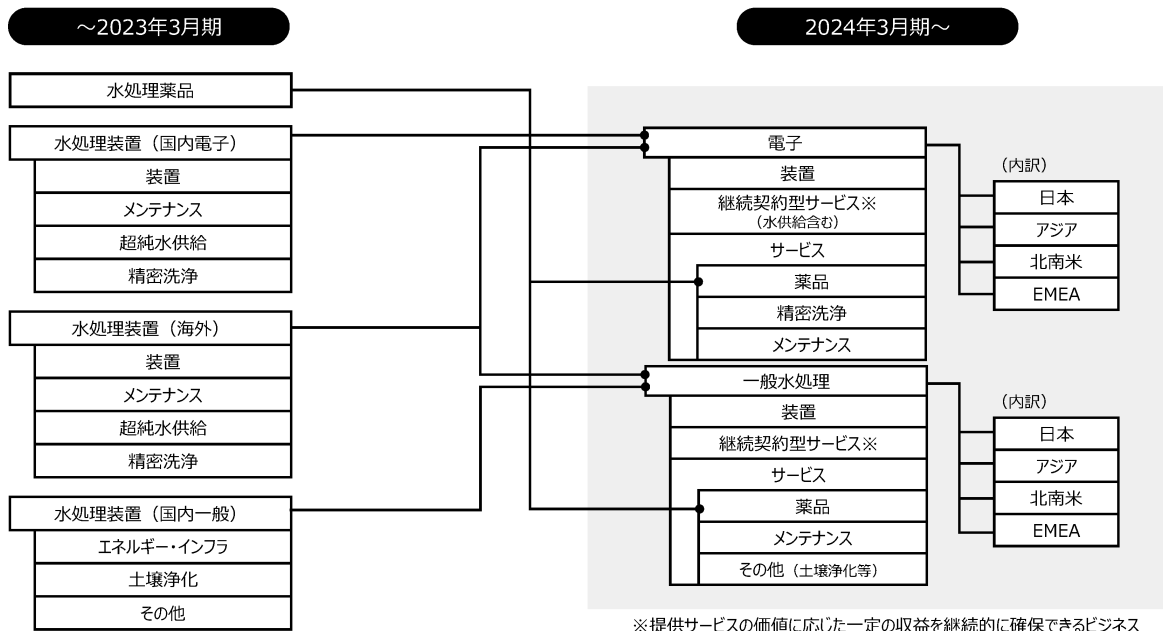 ～2023年3月期
水処理薬品
水処理装置（国内電子）
装置
メンテナンス
超純水供給
精密洗浄
水処理装置（海外）
装置
メンテナンス
超純水供給
精密洗浄
水処理装置（国内一般）
エネルギー・インフラ
土壌浄化
その他
2024年3月期～
電子
装置
継続契約型サービス※
（水供給含む）
サービス
薬品
精密洗浄
メンテナンス
（内訳）
日本
アジア
北南米
EMEA
一般水処理
装置
継続契約型サービス※
サービス
薬品
メンテナンス
その他（土壌浄化等）
（内訳）
日本
アジア
北南米
EMEA
※提供サービスの価値に応じた一定の収益を継続的に確保できるビジネス